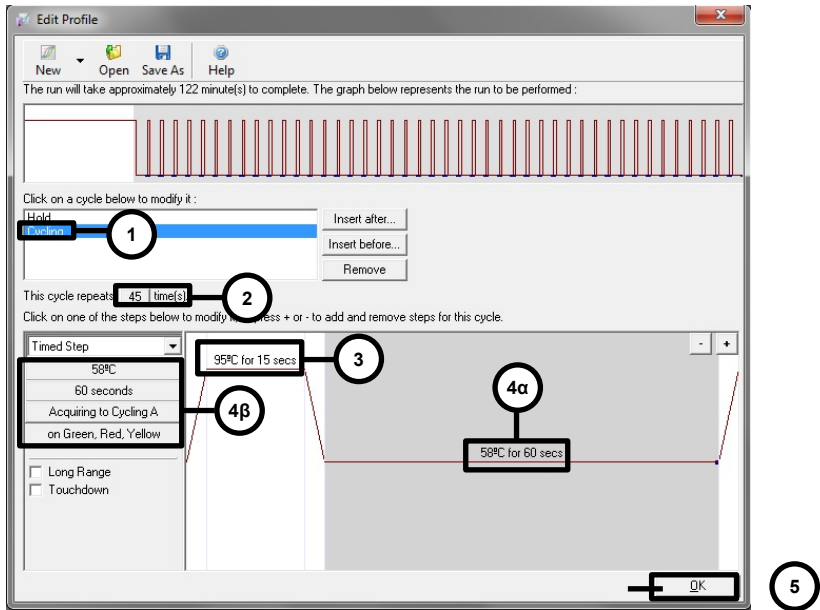 Edit Profile
New Open Save As Help
The run will take approximately 122 minute(s) to complete. The graph below represents the run to be performed :
Click on a cycle below to modify it :
Hold
Cycling
1
Insert after...
Insert before...
Remove
This cycle repeats 45 time(s).
2
Click on one of the steps below to modify press + or - to add and remove steps for this cycle.
Timed Step
58ºC
60 seconds
Acquiring to Cycling A
on Green, Red, Yellow
4β
Long Range
Touchdown
95ºC for 15 secs
3
- +
4α
58ºC for 60 secs
OK
5